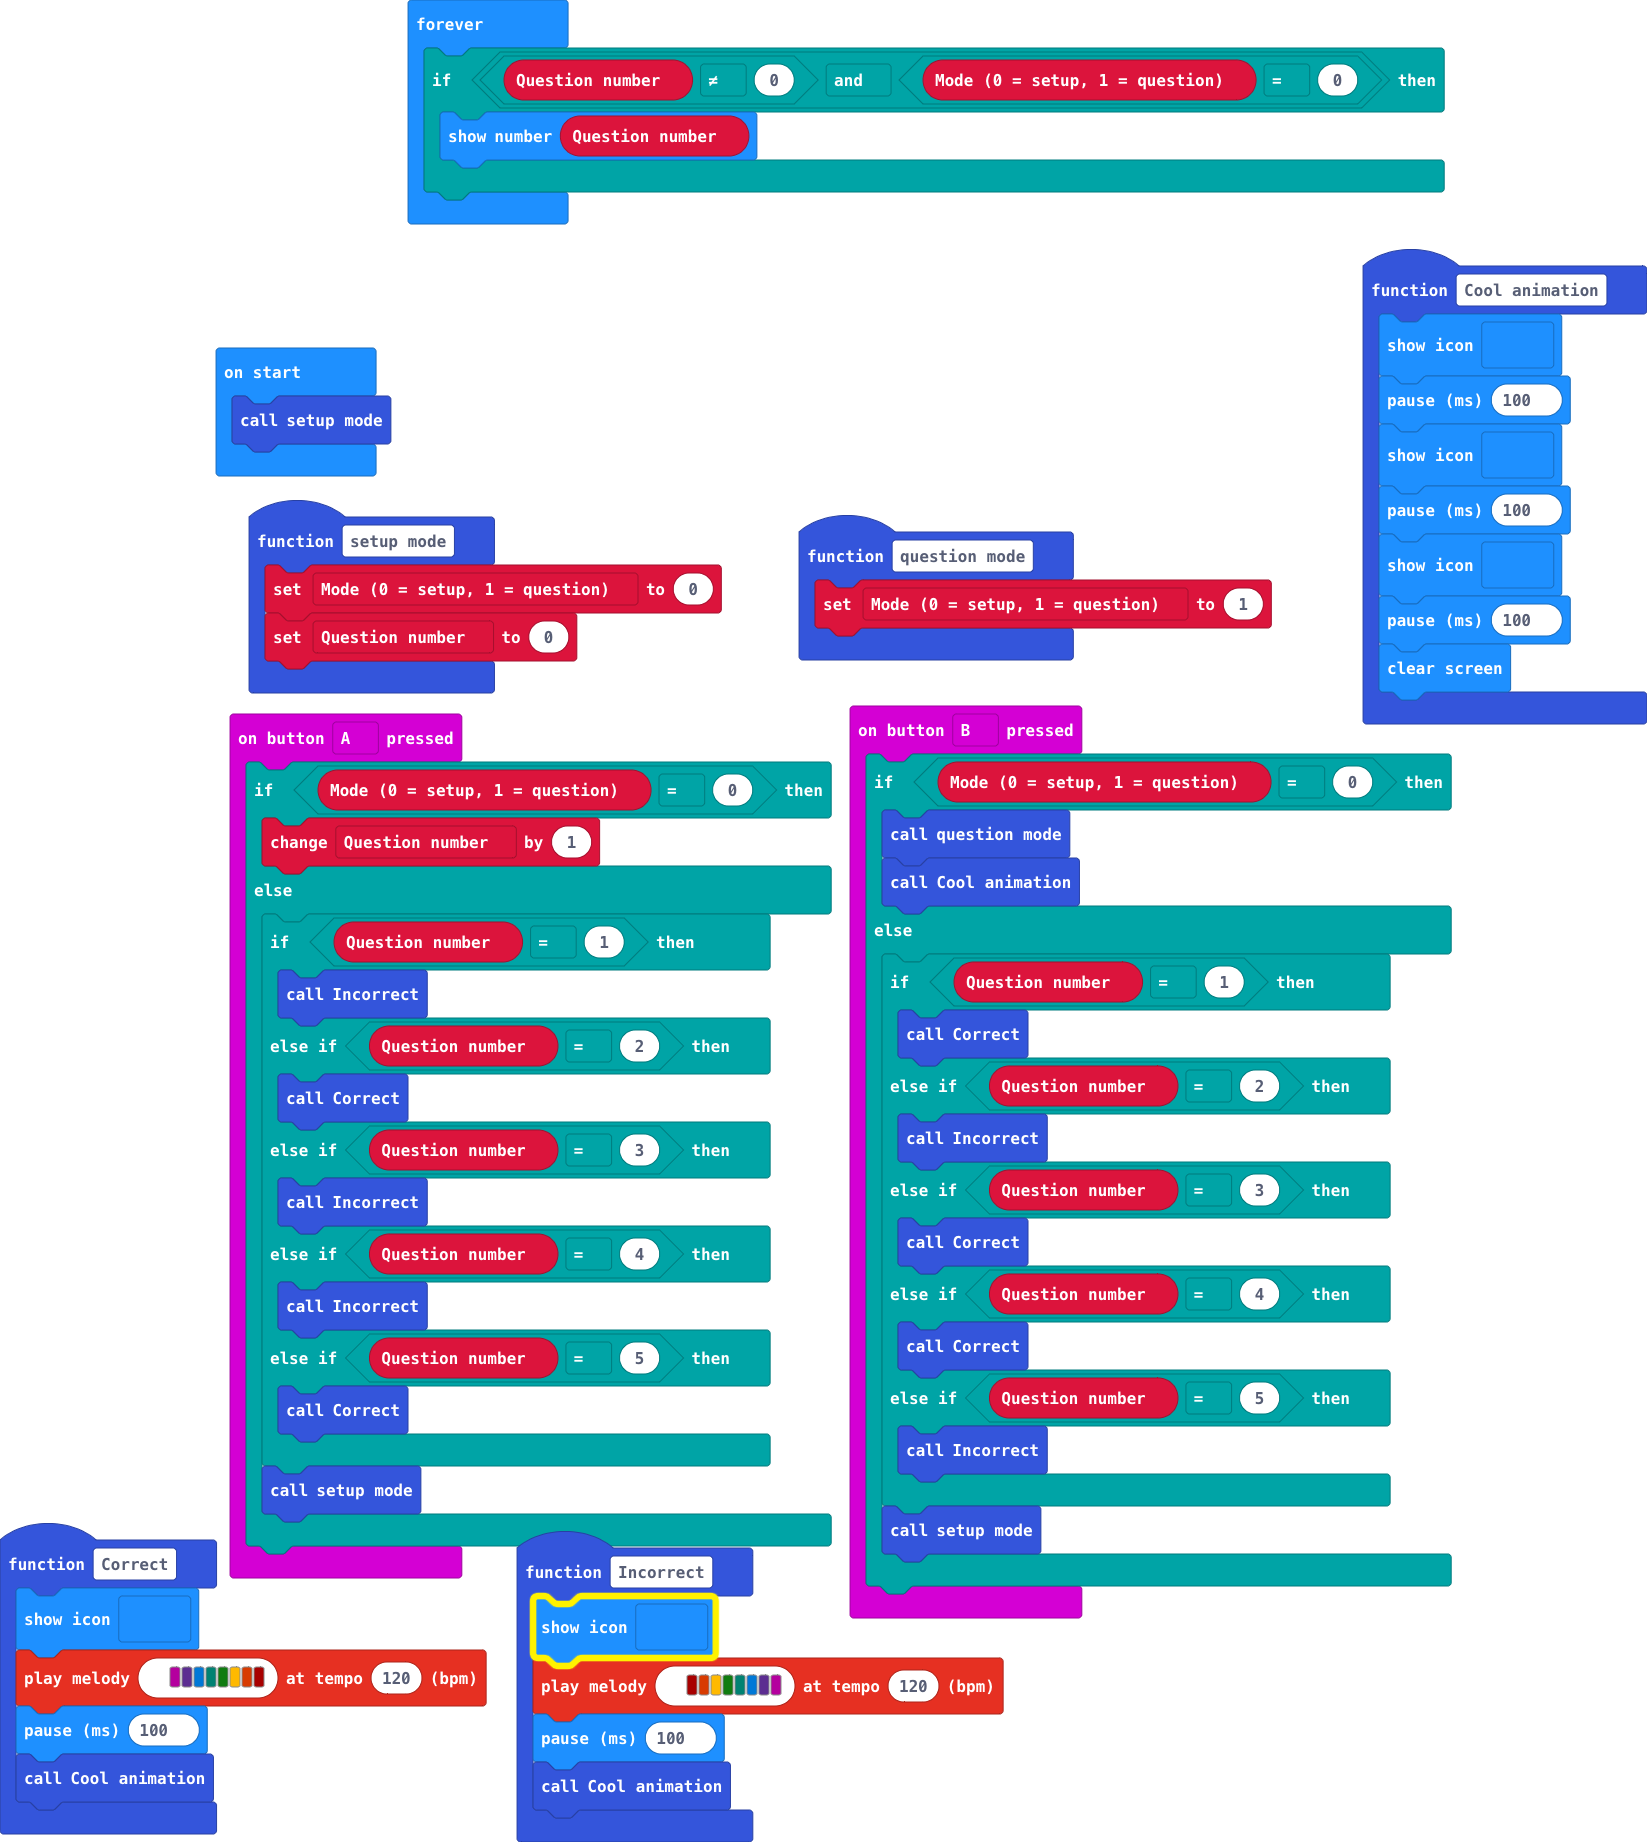 forever
if Question number ≠ 0 and Mode (0 = setup, 1 = question) = 0 then
show number Question number
function Cool animation
show icon
pause (ms) 100
show icon
pause (ms) 100
show icon
pause (ms) 100
clear screen
on start
call setup mode
function setup mode
set Mode (0 = setup, 1 = question) to 0
set Question number to 0
function question mode
set Mode (0 = setup, 1 = question) to 1
on button A pressed
if Mode (0 = setup, 1 = question) = 0 then
change Question number by 1
else
if Question number = 1 then
call Incorrect
else if Question number = 2 then
call Correct
else if Question number = 3 then
call Incorrect
else if Question number = 4 then
call Incorrect
else if Question number = 5 then
call Correct
call setup mode
on button B pressed
if Mode (0 = setup, 1 = question) = 0 then
call question mode
call Cool animation
else
if Question number = 1 then
call Correct
else if Question number = 2 then
call Incorrect
else if Question number = 3 then
call Correct
else if Question number = 4 then
call Correct
else if Question number = 5 then
call Incorrect
call setup mode
function Correct
show icon
play melody at tempo 120 (bpm)
pause (ms) 100
call Cool animation
function Incorrect
show icon
play melody at tempo 120 (bpm)
pause (ms) 100
call Cool animation